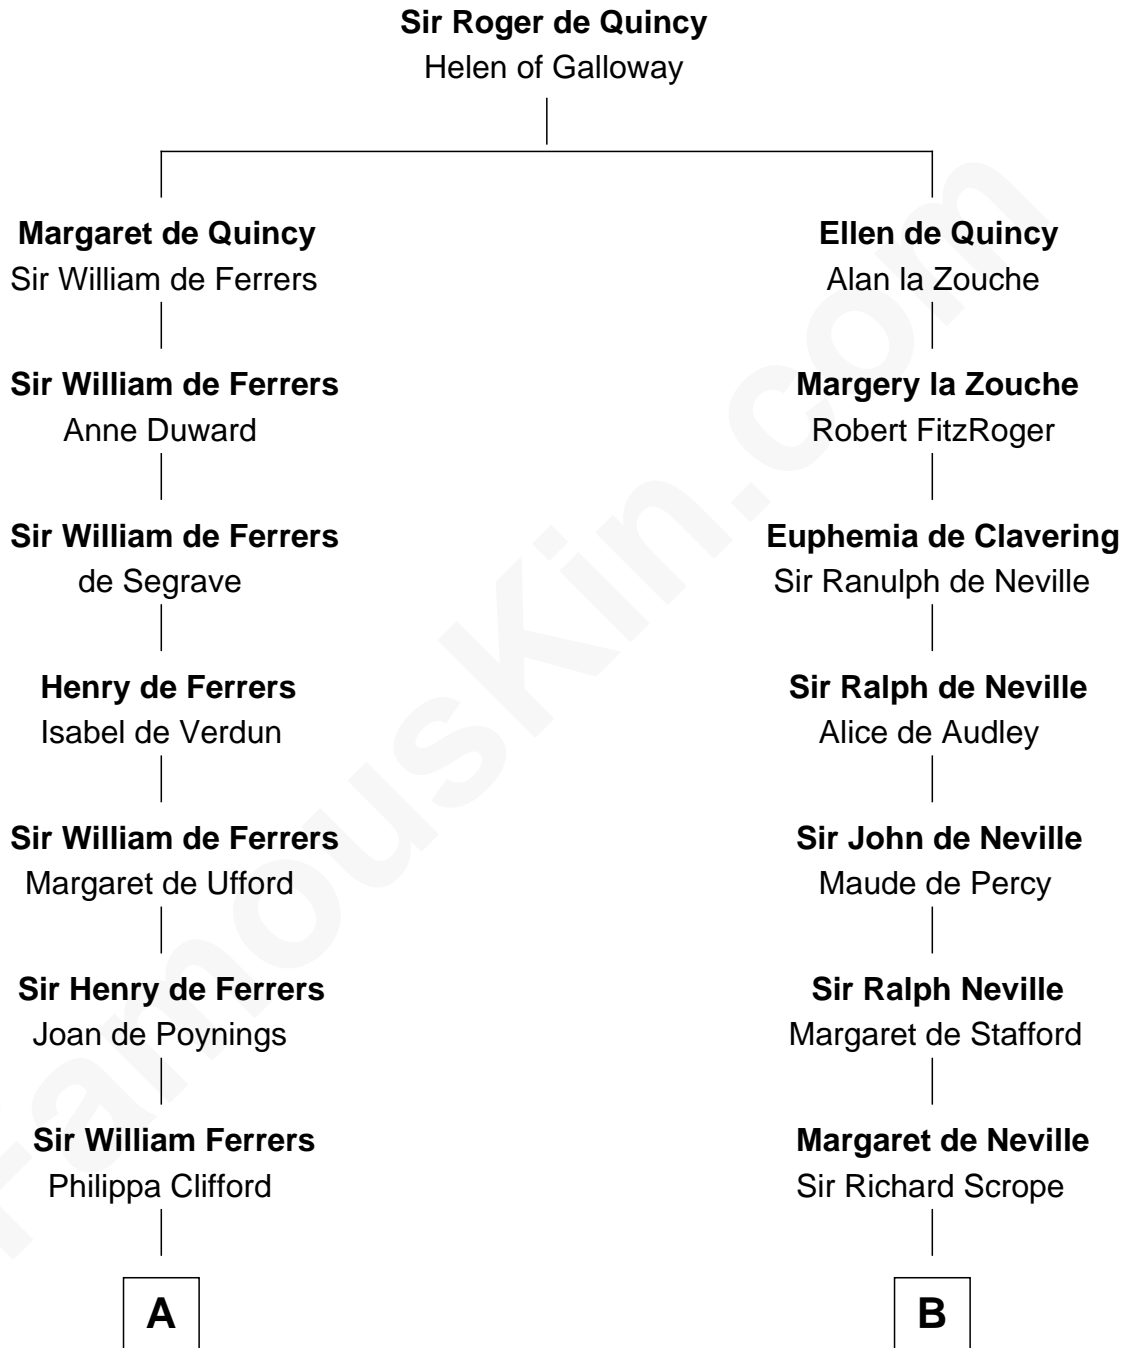 Sir Roger de Quincy
Helen of Galloway
Margaret de Quincy
Sir William de Ferrers
Ellen de Quincy
Alan la Zouche
Sir William de Ferrers
Anne Duward
Margery la Zouche
Robert FitzRoger
Sir William de Ferrers
de Segrave
Euphemia de Clavering
Sir Ranulph de Neville
Henry de Ferrers
Isabel de Verdun
Sir Ralph de Neville
Alice de Audley
Sir William de Ferrers
Margaret de Ufford
Sir John de Neville
Maude de Percy
Sir Henry de Ferrers
Joan de Poynings
Sir Ralph Neville
Margaret de Stafford
Sir William Ferrers
Philippa Clifford
Margaret de Neville
Sir Richard Scrope
A
B
FamousKin.com